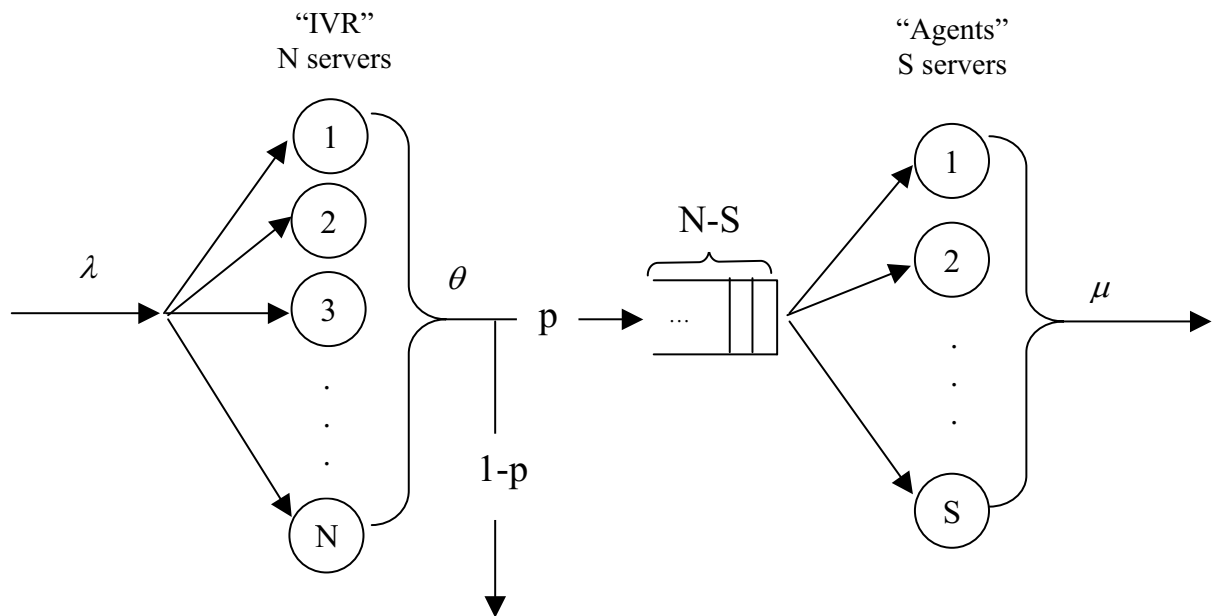 “IVR”
N servers
1
2
3
.
.
.
N
λ
θ
p
1-p
N-S
...
“Agents”
S servers
1
2
.
.
.
S
μ